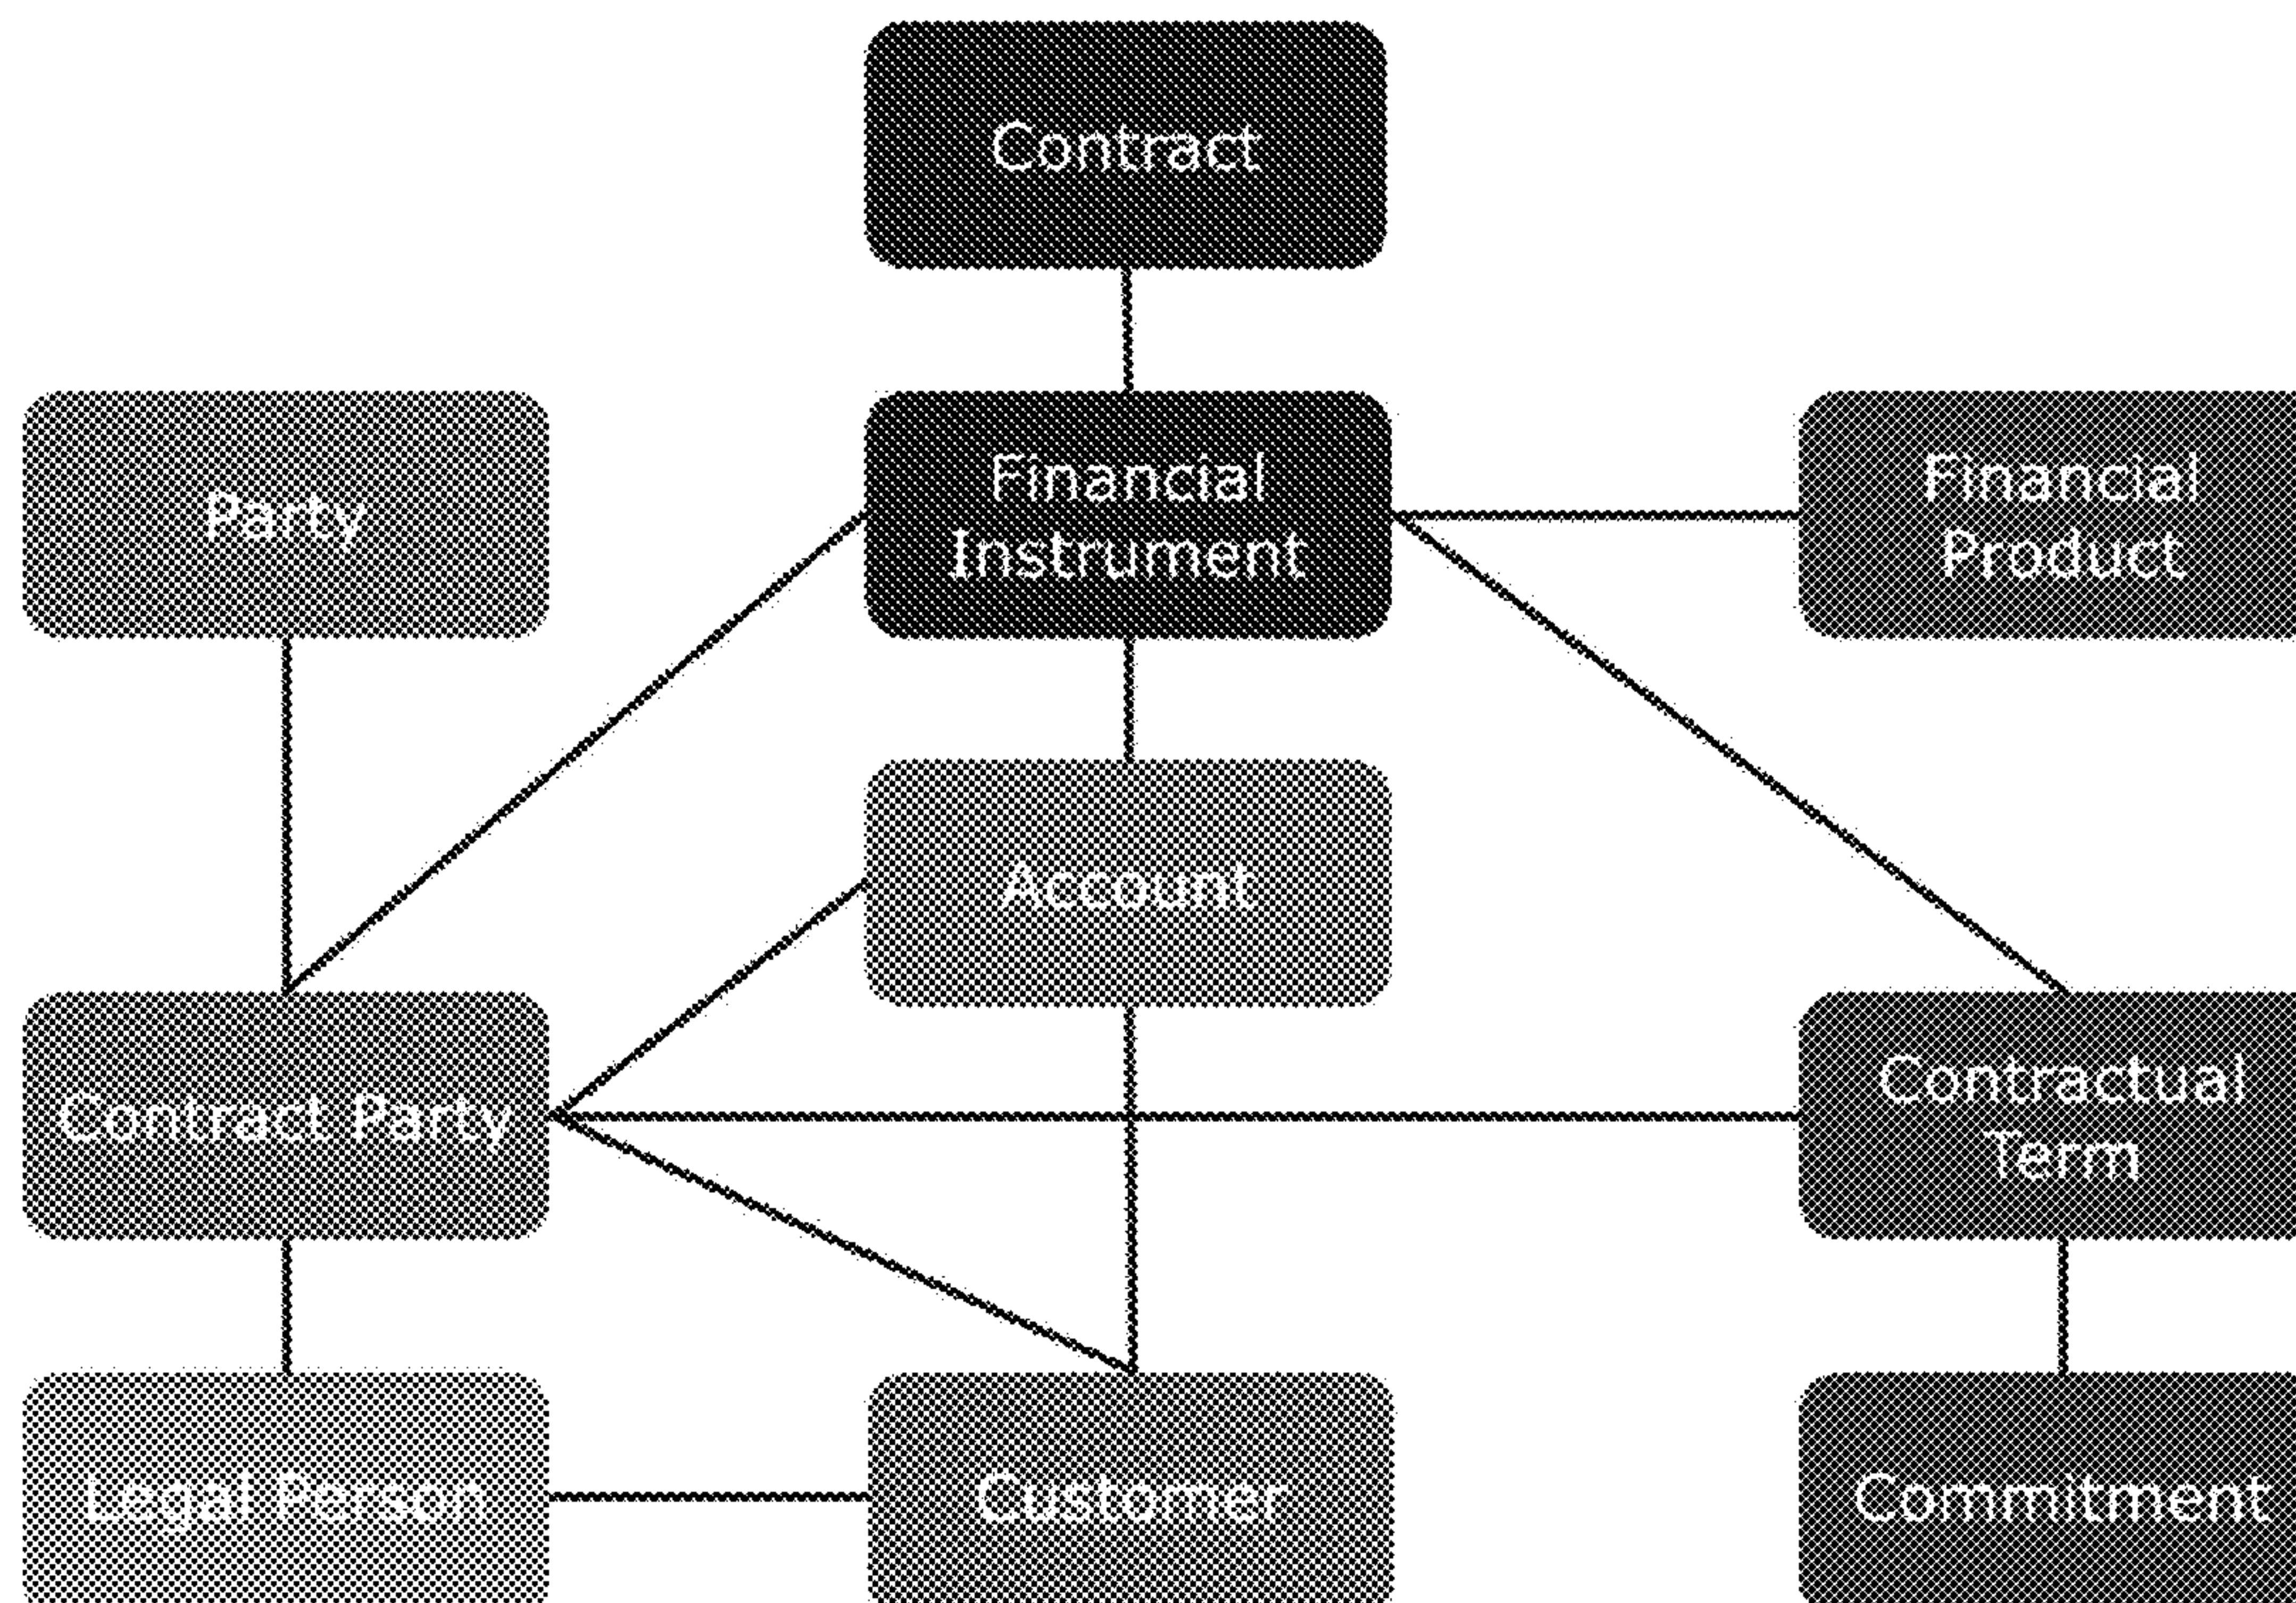 Contract
Party
Financial
Instrument
Financial
Product
Account
Contract Party
Contractual
Term
Legal Person
Customer
Commitment